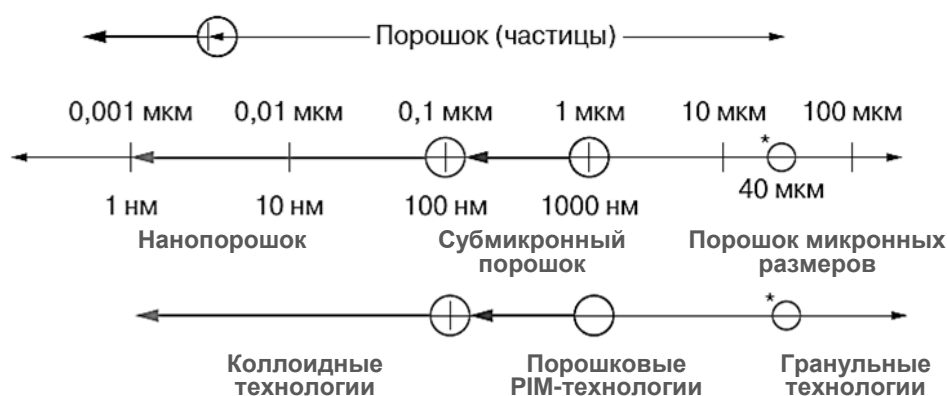 Порошок (частицы)
0,001 мкм 0,01 мкм 0,1 мкм 1 мкм 10 мкм 100 мкм
*
40 мкм
1 нм 10 нм 100 нм 1000 нм
Нанопорошок Субмикронный Порошок микронных
порошок размеров
*
Коллоидные Порошковые Гранульные
технологии PIM-технологии технологии